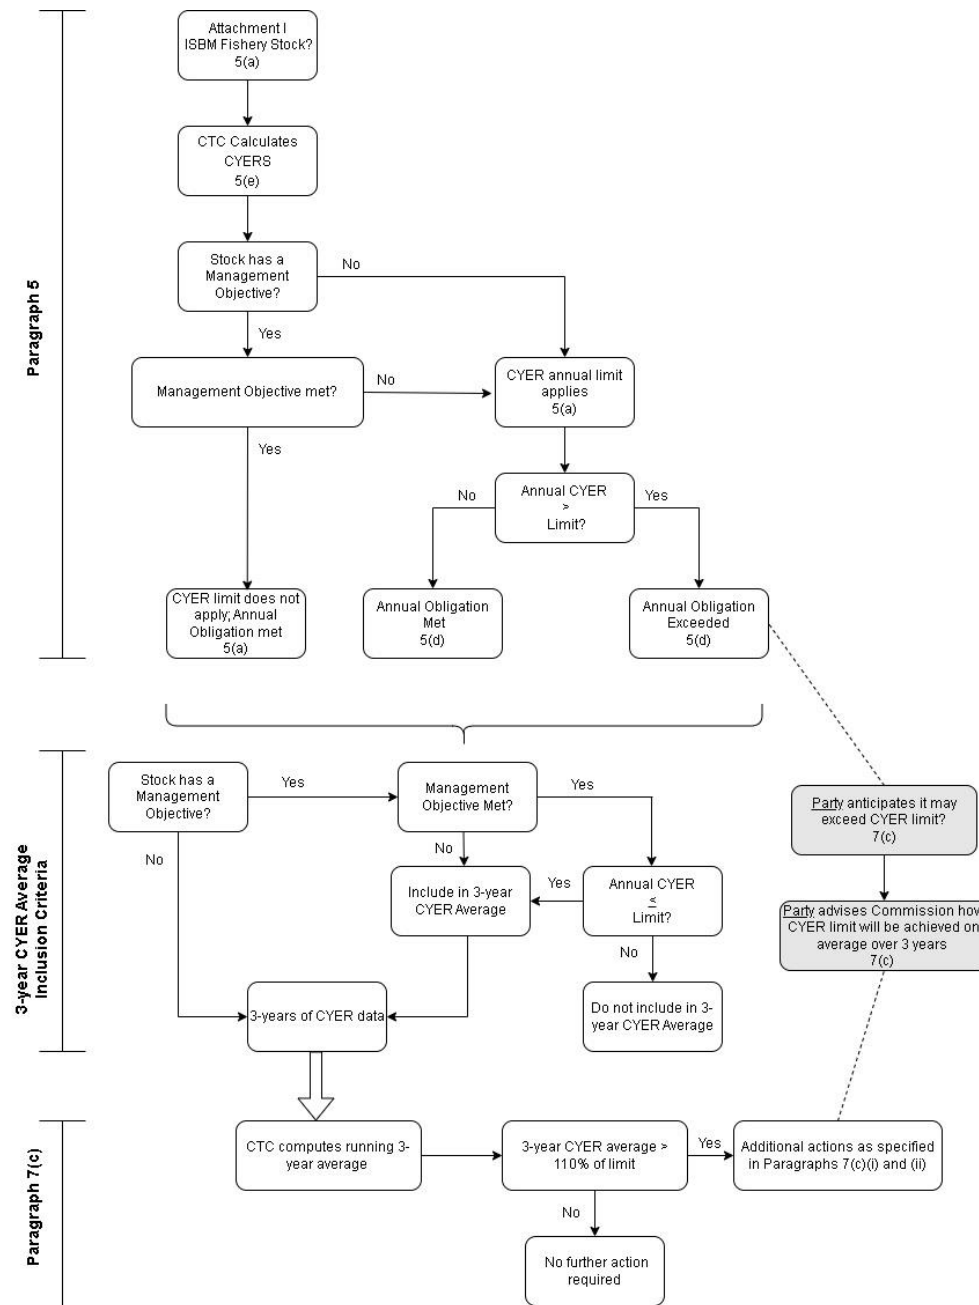 Paragraph 5
Attachment I
ISBM Fishery Stock?
5(a)
CTC Calculates
CYERS
5(e)
Stock has a
Management
Objective?
No
Yes
Management Objective met?
No
CYER annual limit
applies
5(a)
Yes
No
Annual CYER
>
Limit?
Yes
CYER limit does not
apply; Annual
Obligation met
5(a)
Annual Obligation
Met
5(d)
Annual Obligation
Exceeded
5(d)
3-year CYER Average
Inclusion Criteria
Stock has a
Management
Objective?
Yes
Management
Objective Met?
Yes
No
No
Include in 3-year
CYER Average
Yes
Annual CYER
≤
Limit?
No
3-years of CYER data
Do not include in 3-
year CYER Average
Party anticipates it may
exceed CYER limit?
7(c)
Party advises Commission how
CYER limit will be achieved on
average over 3 years
7(c)
Paragraph 7(c)
CTC computes running 3-
year average
3-year CYER average >
110% of limit
Yes
Additional actions as specified
in Paragraphs 7(c)(i) and (ii)
No
No further action
required